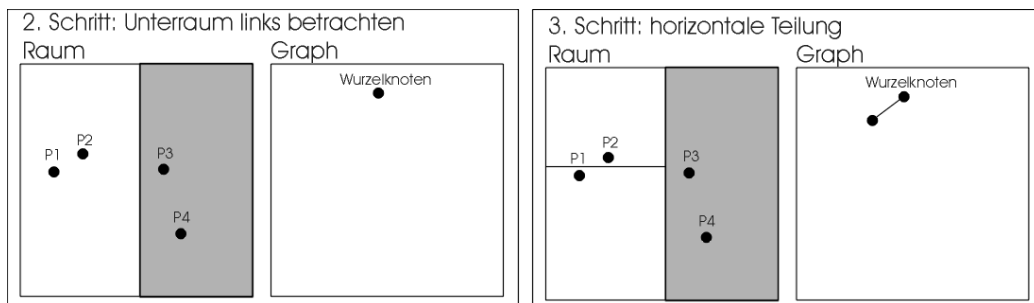 2. Schritt: Unterraum links betrachten
Raum
Graph
Wurzelknoten
P2
P1
P3
P4
3. Schritt: horizontale Teilung
Raum
Graph
Wurzelknoten
P2
P1
P3
P4